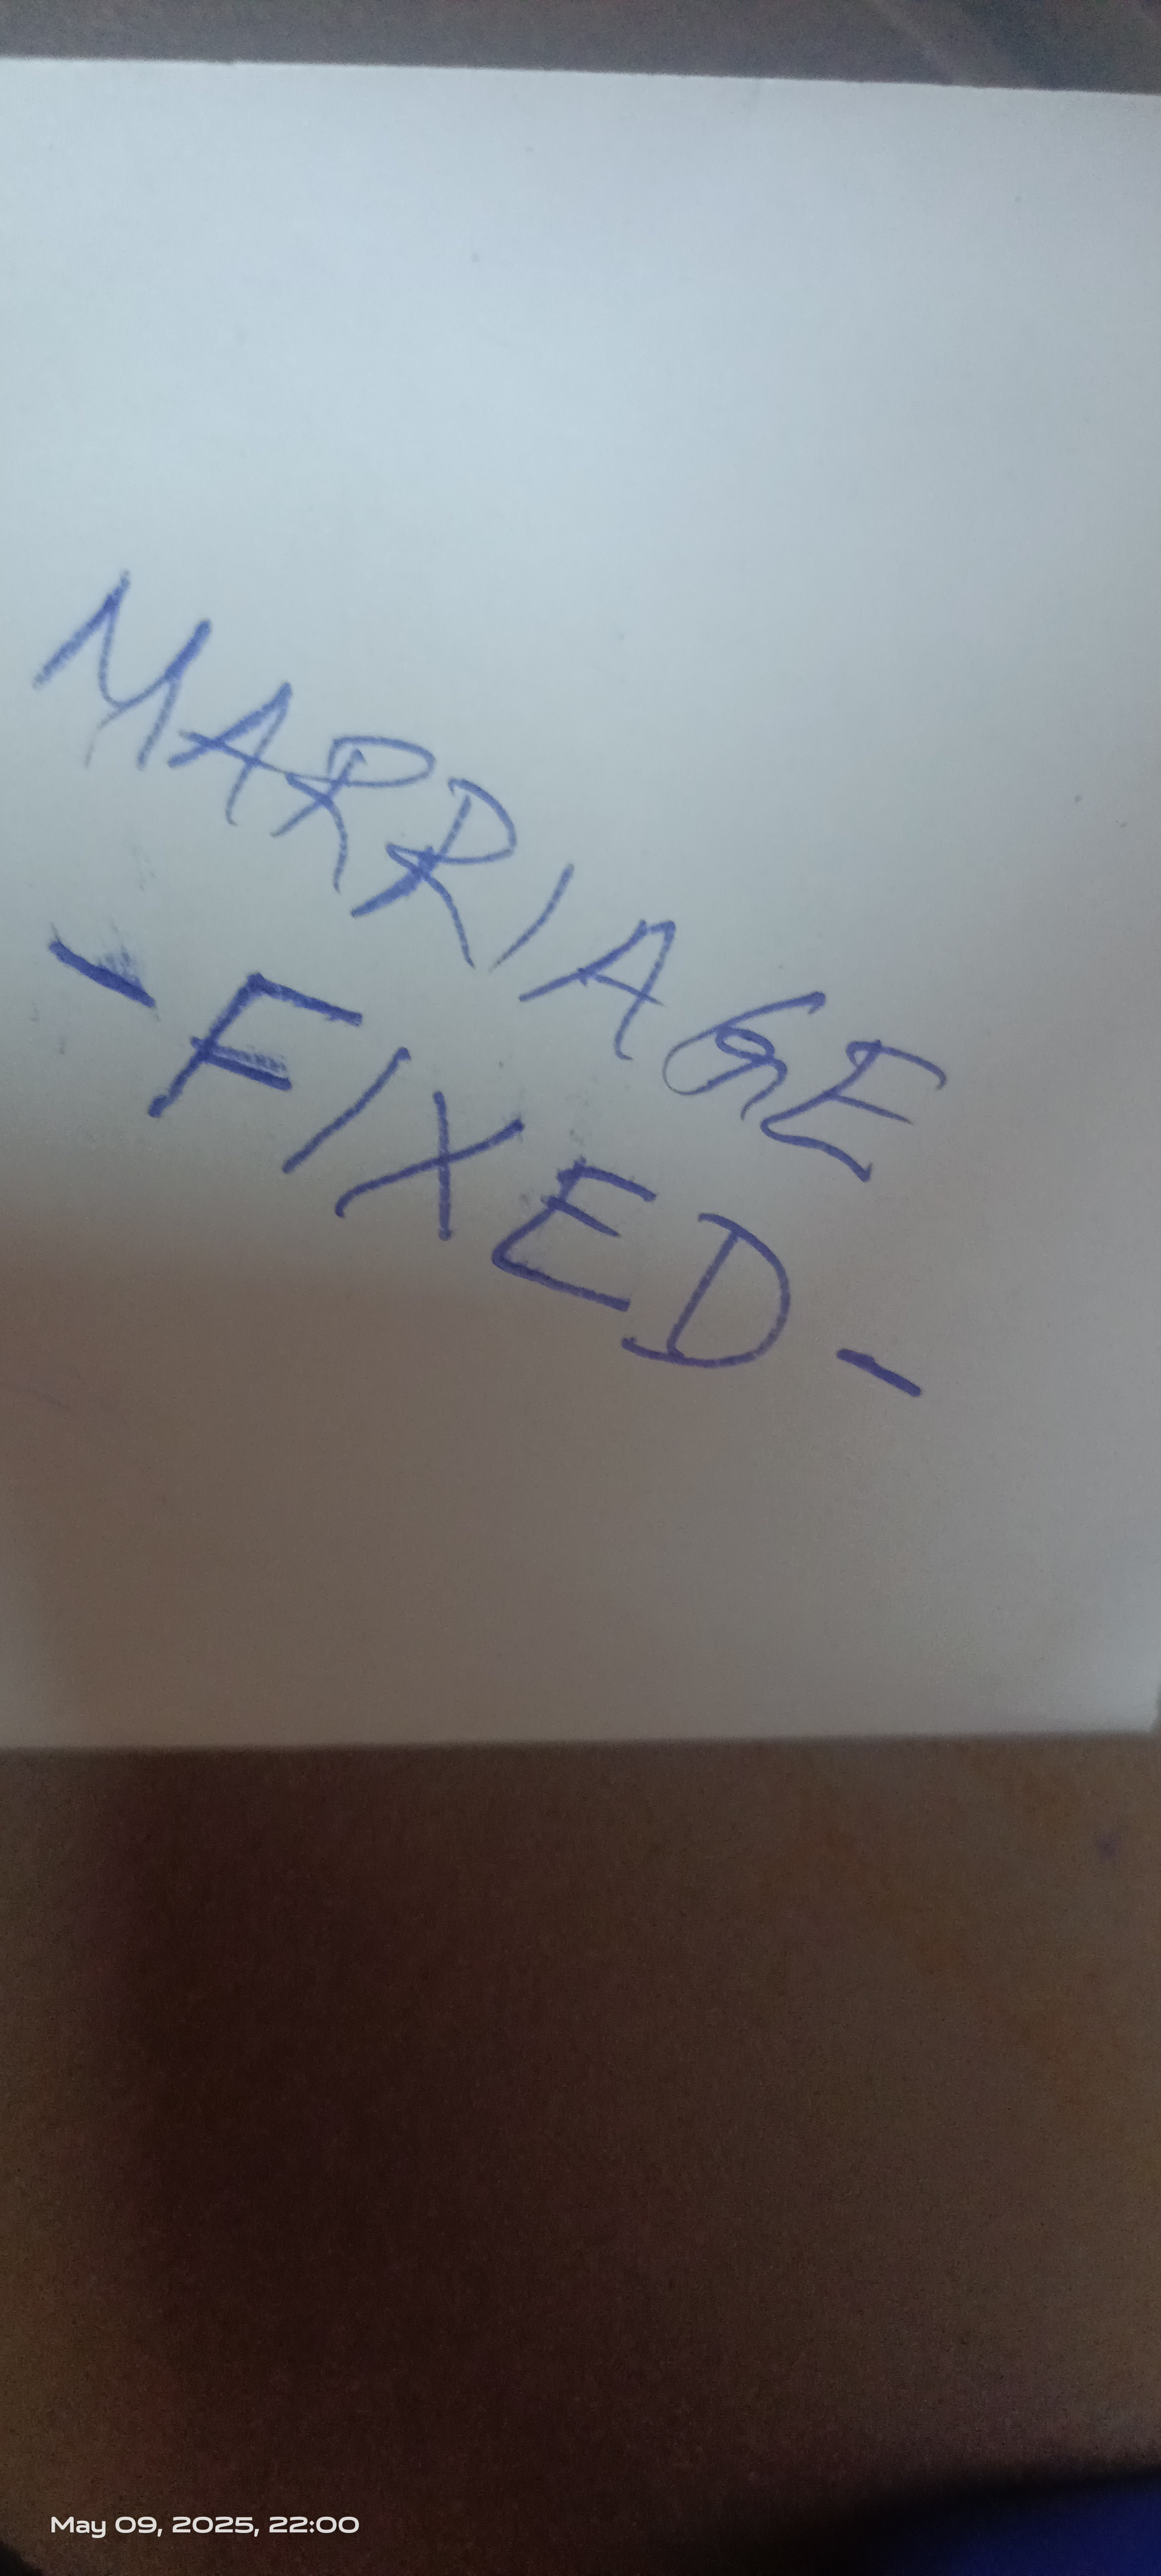 MARRIAGE
- FIXED -
May 09, 2025, 22:00